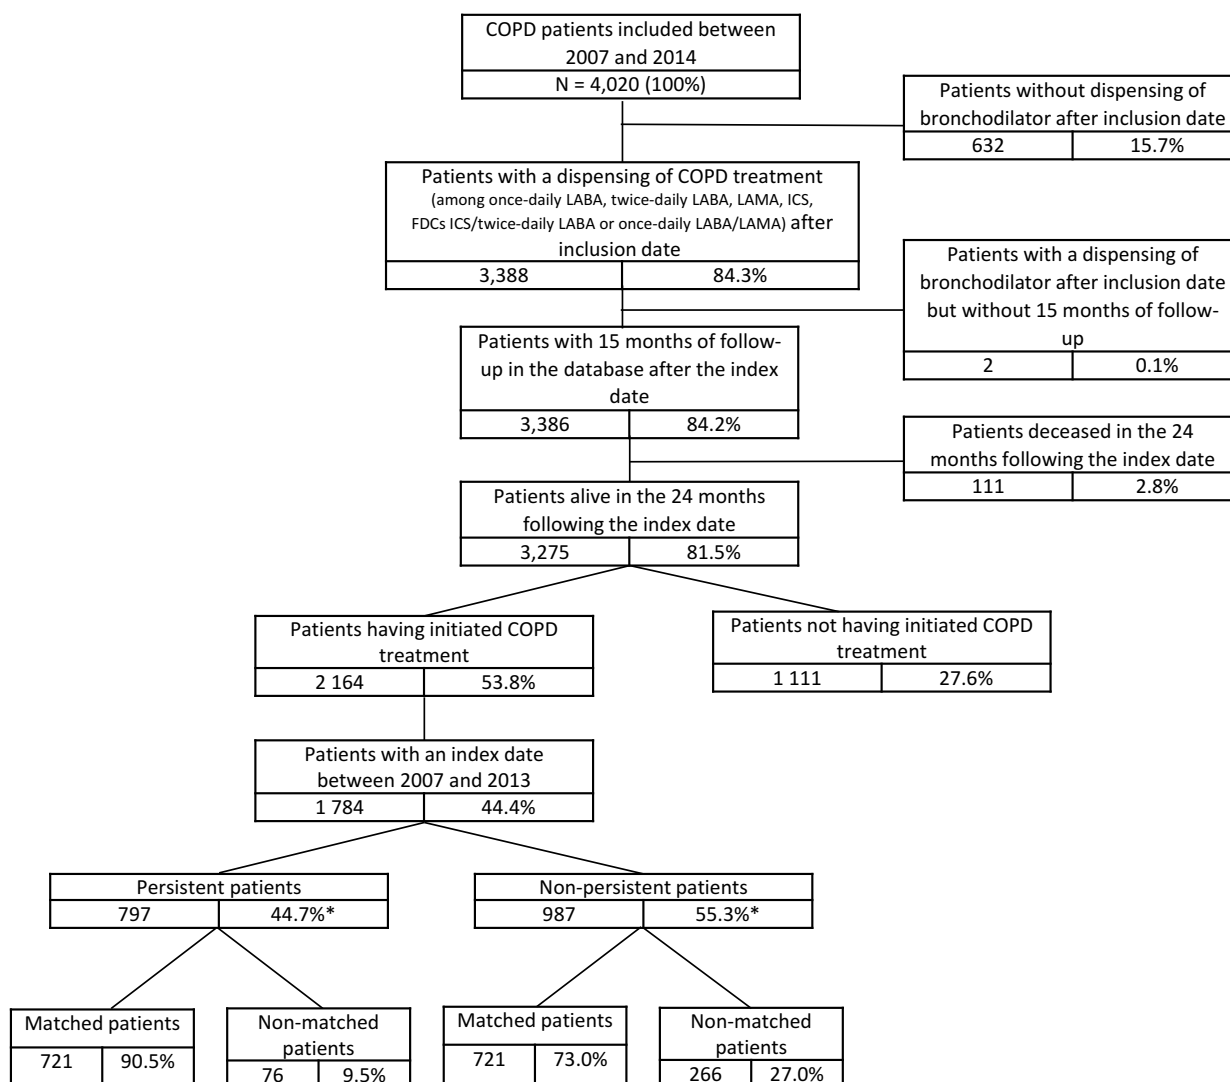 COPD patients included between
2007 and 2014
N = 4,020 (100%)
Patients without dispensing of
bronchodilator after inclusion date
632 15.7%
Patients with a dispensing of COPD treatment
(among once-daily LABA, twice-daily LABA, LAMA, ICS,
FDCs ICS/twice-daily LABA or once-daily LABA/LAMA) after
inclusion date
3,388 84.3%
Patients with a dispensing of
bronchodilator after inclusion date
but without 15 months of follow-
up
2 0.1%
Patients with 15 months of follow-
up in the database after the index
date
3,386 84.2%
Patients deceased in the 24
months following the index date
111 2.8%
Patients alive in the 24 months
following the index date
3,275 81.5%
Patients having initiated COPD
treatment
2 164 53.8%
Patients not having initiated COPD
treatment
1 111 27.6%
Patients with an index date
between 2007 and 2013
1 784 44.4%
Persistent patients
797 44.7%*
Non-persistent patients
987 55.3%*
Matched patients
721 90.5%
Non-matched
patients
76 9.5%
Matched patients
721 73.0%
Non-matched
patients
266 27.0%